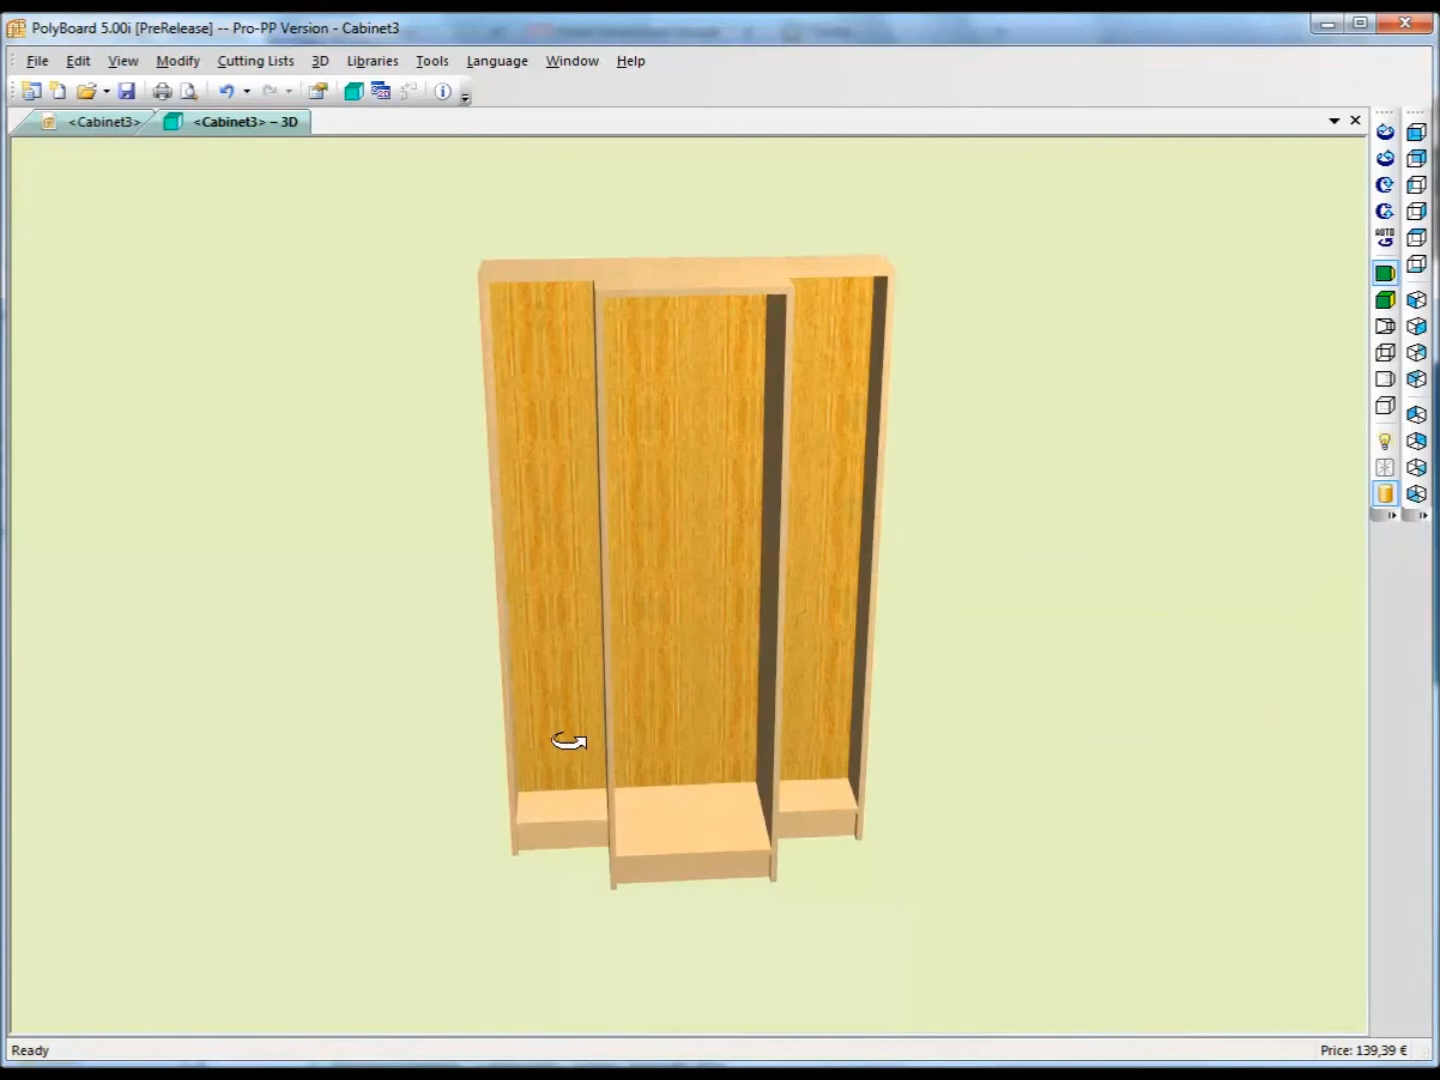 PolyBoard 5.00i [PreRelease] -- Pro-PP Version - Cabinet3
File Edit View Modify Cutting Lists 3D Libraries Tools Language Window Help
<Cabinet3> <Cabinet3> – 3D
AUTO
Ready Price: 139,39 €